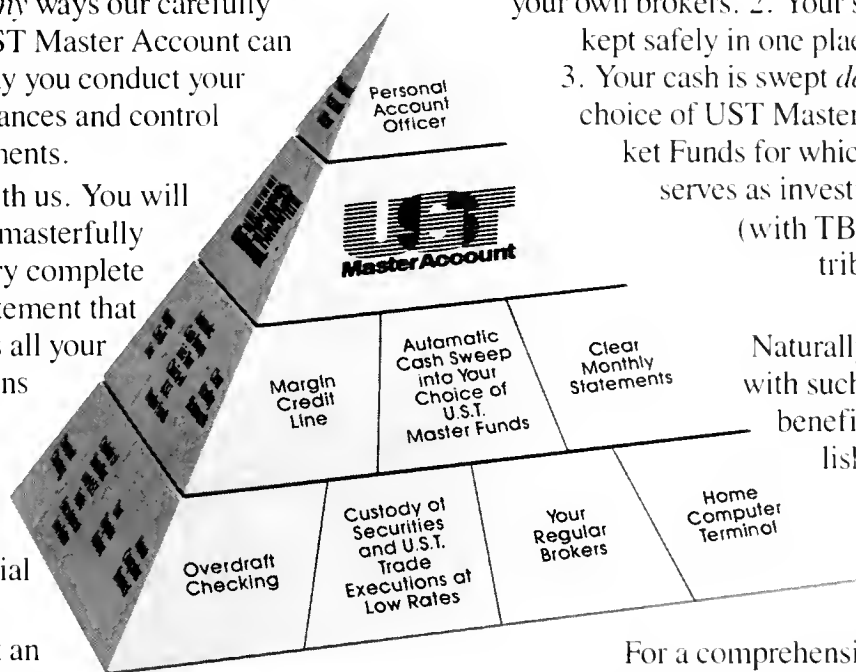 ways our carefully
ST Master Account can
y you conduct your
ances and control
nents.
th us. You will
masterfully
ry complete
tement that
s all your
ns
ial
t an
your own brokers. 2. Your s
kept safely in one plac
3. Your cash is swept
choice of UST Master
ket Funds for whic
serves as invest
(with TB
trib
Naturall
with such
benefi
lis
For a comprehensi
Personal
Account
Officer
UST
Master Account
Margin
Credit
Line
Automatic
Cash Sweep
into Your
Choice of
U.S.T.
Master Funds
Clear
Monthly
Statements
Overdraft
Checking
Custody of
Securities
and U.S.T.
Trade
Executions at
Low Rates
Your
Regular
Brokers
Home
Computer
Terminal